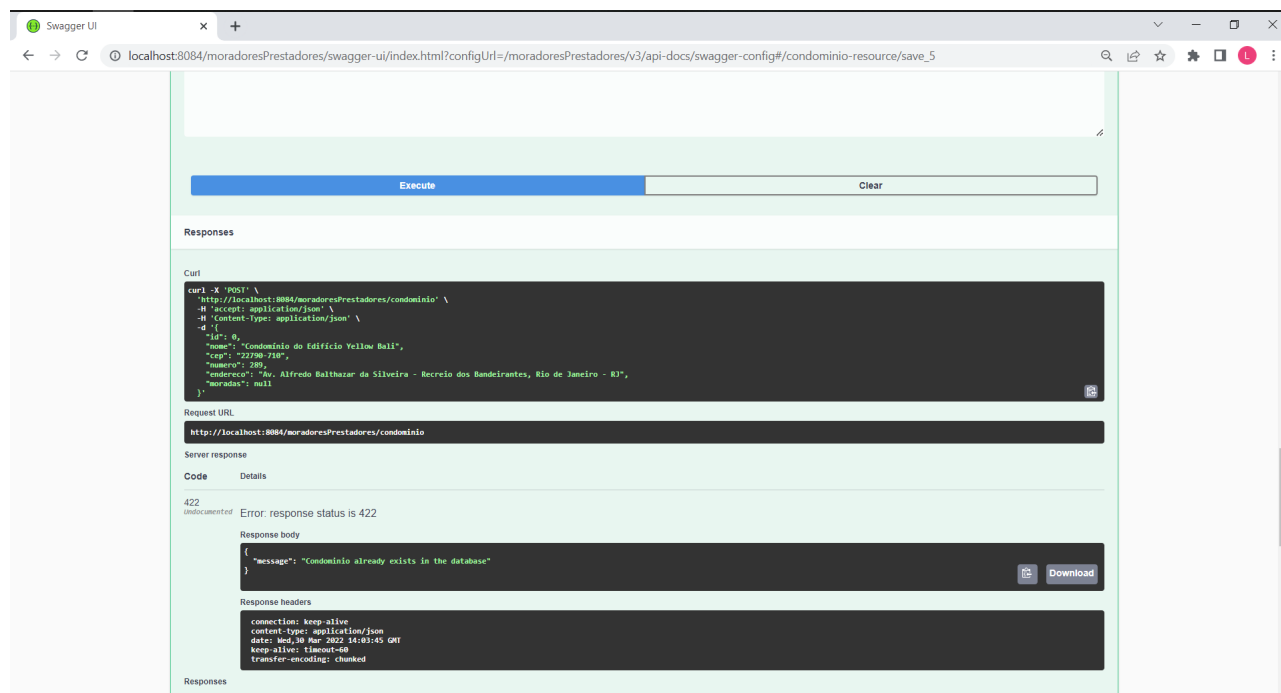 Swagger UI
localhost:8084/moradoresPrestadores/swagger-ui/index.html?configUrl=/moradoresPrestadores/v3/api-docs/swagger-config#/condominio-resource/save_5
L
Execute
Clear
Responses
Curl
curl -X 'POST' \
'http://localhost:8084/moradoresPrestadores/condominio' \
-H 'accept: application/json' \
-H 'Content-Type: application/json' \
-d '{
"id": 0,
"nome": "Condomínio do Edifício Yellow Bali",
"cep": "22790-710",
"numero": 289,
"endereco": "Av. Alfredo Balthazar da Silveira - Recreio dos Bandeirantes, Rio de Janeiro - RJ",
"moradas": null
}'
Request URL
http://localhost:8084/moradoresPrestadores/condominio
Server response
Code Details
422
Undocumented
Error: response status is 422
Response body
{
"message": "Condominio already exists in the database"
}
Download
Response headers
connection: keep-alive
content-type: application/json
date: Wed,30 Mar 2022 14:03:45 GMT
keep-alive: timeout=60
transfer-encoding: chunked
Responses